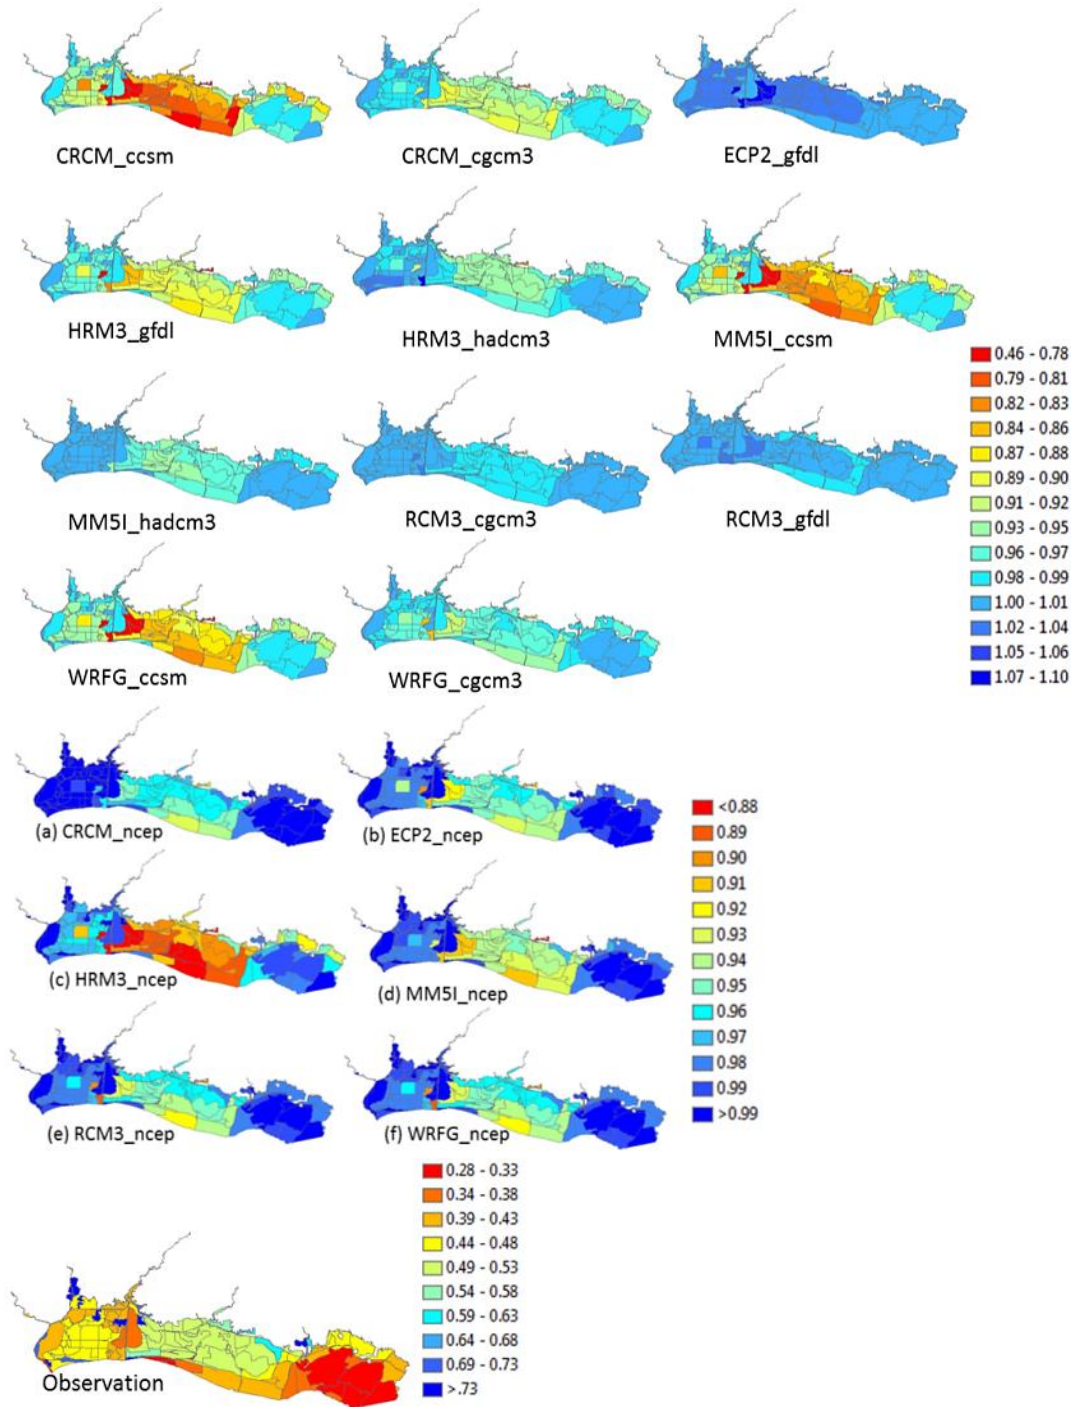 CRCM_ccsm
CRCM_cgcm3
ECP2_gfdl
HRM3_gfdl
HRM3_hadcm3
MM5I_ccsm
MM5I_hadcm3
RCM3_cgcm3
RCM3_gfdl
WRFG_ccsm
WRFG_cgcm3
0.46 - 0.78
0.79 - 0.81
0.82 - 0.83
0.84 - 0.86
0.87 - 0.88
0.89 - 0.90
0.91 - 0.92
0.93 - 0.95
0.96 - 0.97
0.98 - 0.99
1.00 - 1.01
1.02 - 1.04
1.05 - 1.06
1.07 - 1.10
(a) CRCM_ncep
(b) ECP2_ncep
(c) HRM3_ncep
(d) MM5I_ncep
(e) RCM3_ncep
(f) WRFG_ncep
<0.88
0.89
0.90
0.91
0.92
0.93
0.94
0.95
0.96
0.97
0.98
0.99
>0.99
0.28 - 0.33
0.34 - 0.38
0.39 - 0.43
0.44 - 0.48
0.49 - 0.53
0.54 - 0.58
0.59 - 0.63
0.64 - 0.68
0.69 - 0.73
>.73
Observation